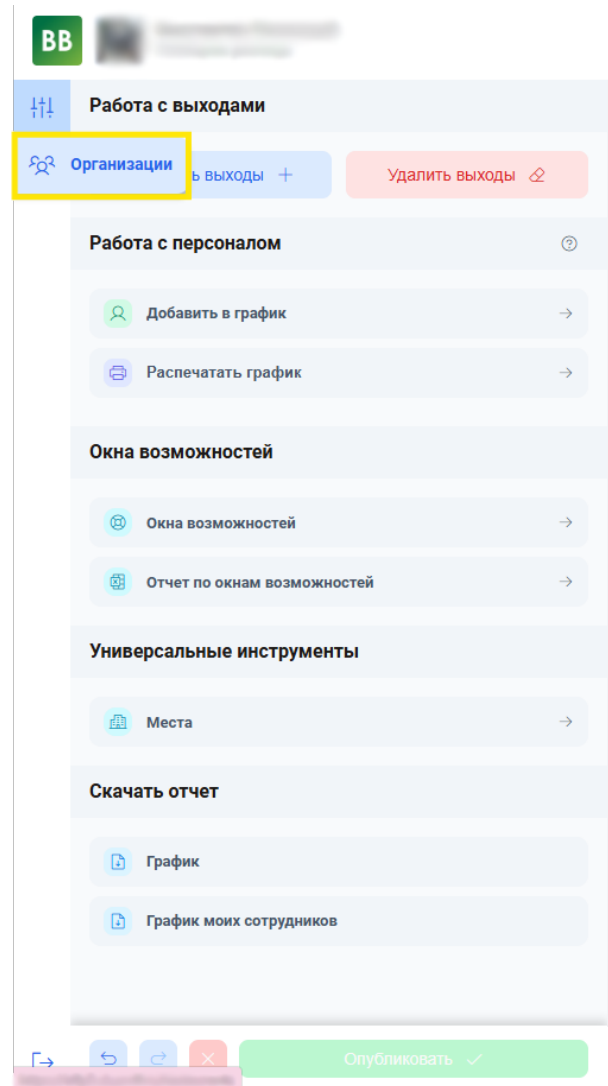 BB
Работа с выходами
Организации
ь выходы
Удалить выходы
Работа с персоналом
Добавить в график
Распечатать график
Окна возможностей
Окна возможностей
Отчет по окнам возможностей
Универсальные инструменты
Места
Скачать отчет
График
График моих сотрудников
Опубликовать